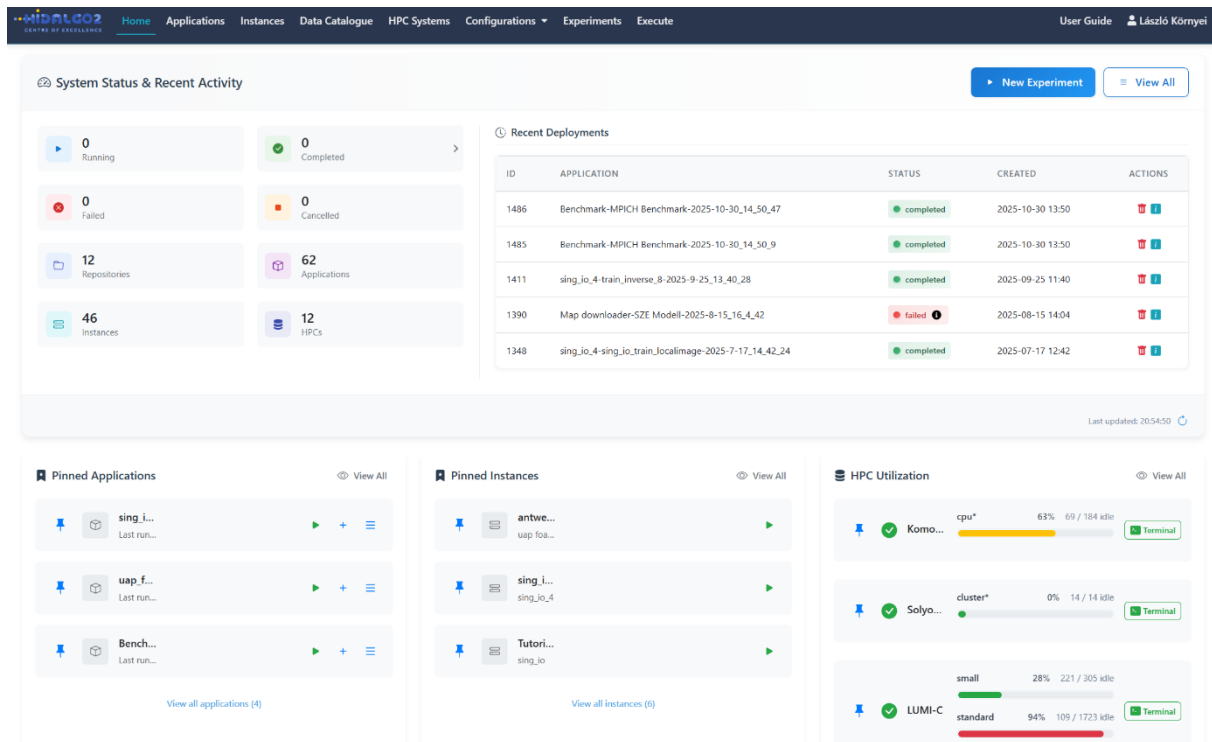 HiDALGO2 Home Applications Instances Data Catalogue HPC Systems Configurations Experiments Execute User Guide László Környei
CENTRE OF EXCELLENCE
System Status & Recent Activity New Experiment View All
0
Running
0
Completed
0
Failed
0
Cancelled
12
Repositories
62
Applications
46
Instances
12
HPCs
Recent Deployments
ID APPLICATION STATUS CREATED ACTIONS
1486 Benchmark-MPICH Benchmark-2025-10-30_14_50_47 completed 2025-10-30 13:50
1485 Benchmark-MPICH Benchmark-2025-10-30_14_50_9 completed 2025-10-30 13:50
1411 sing_io_4-train_inverse_8-2025-9-25_13_40_28 completed 2025-09-25 11:40
1390 Map downloader-SZE Modell-2025-8-15_16_4_42 failed 2025-08-15 14:04
1348 sing_io_4-sing_io_train_localimage-2025-7-17_14_42_24 completed 2025-07-17 12:42
Last updated: 20:54:50
Pinned Applications View All
sing_i...
Last run...
uap_f...
Last run...
Bench...
Last run...
View all applications (4)
Pinned Instances View All
antwe...
uap foa...
sing_i...
sing_io_4
Tutori...
sing_io
View all instances (6)
HPC Utilization View All
Komo... cpu* 63% 69 / 184 idle Terminal
Solyo... cluster* 0% 14 / 14 idle Terminal
small 28% 221 / 305 idle
LUMI-C Terminal
standard 94% 109 / 1723 idle